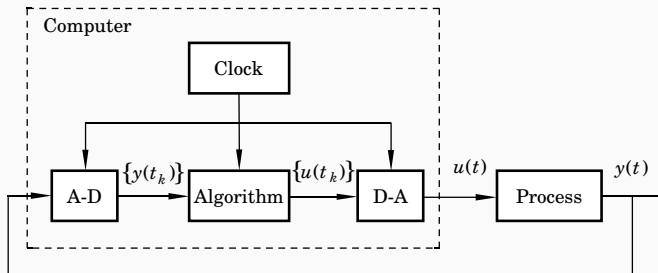 Computer
Clock
{y(t_k)} {u(t_k)} u(t) y(t)
A-D Algorithm D-A Process